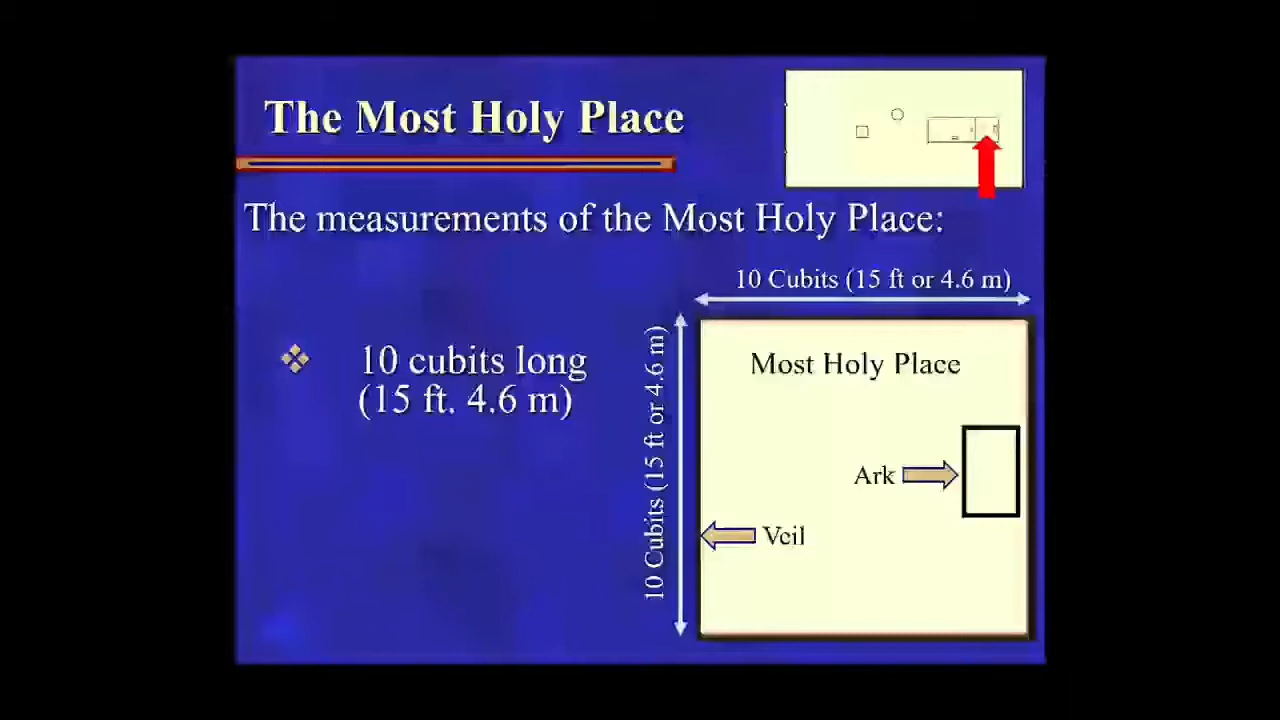 The Most Holy Place
The measurements of the Most Holy Place:
10 cubits long
(15 ft. 4.6 m)
10 Cubits (15 ft or 4.6 m)
10 Cubits (15 ft or 4.6 m)
Most Holy Place
Ark
Veil